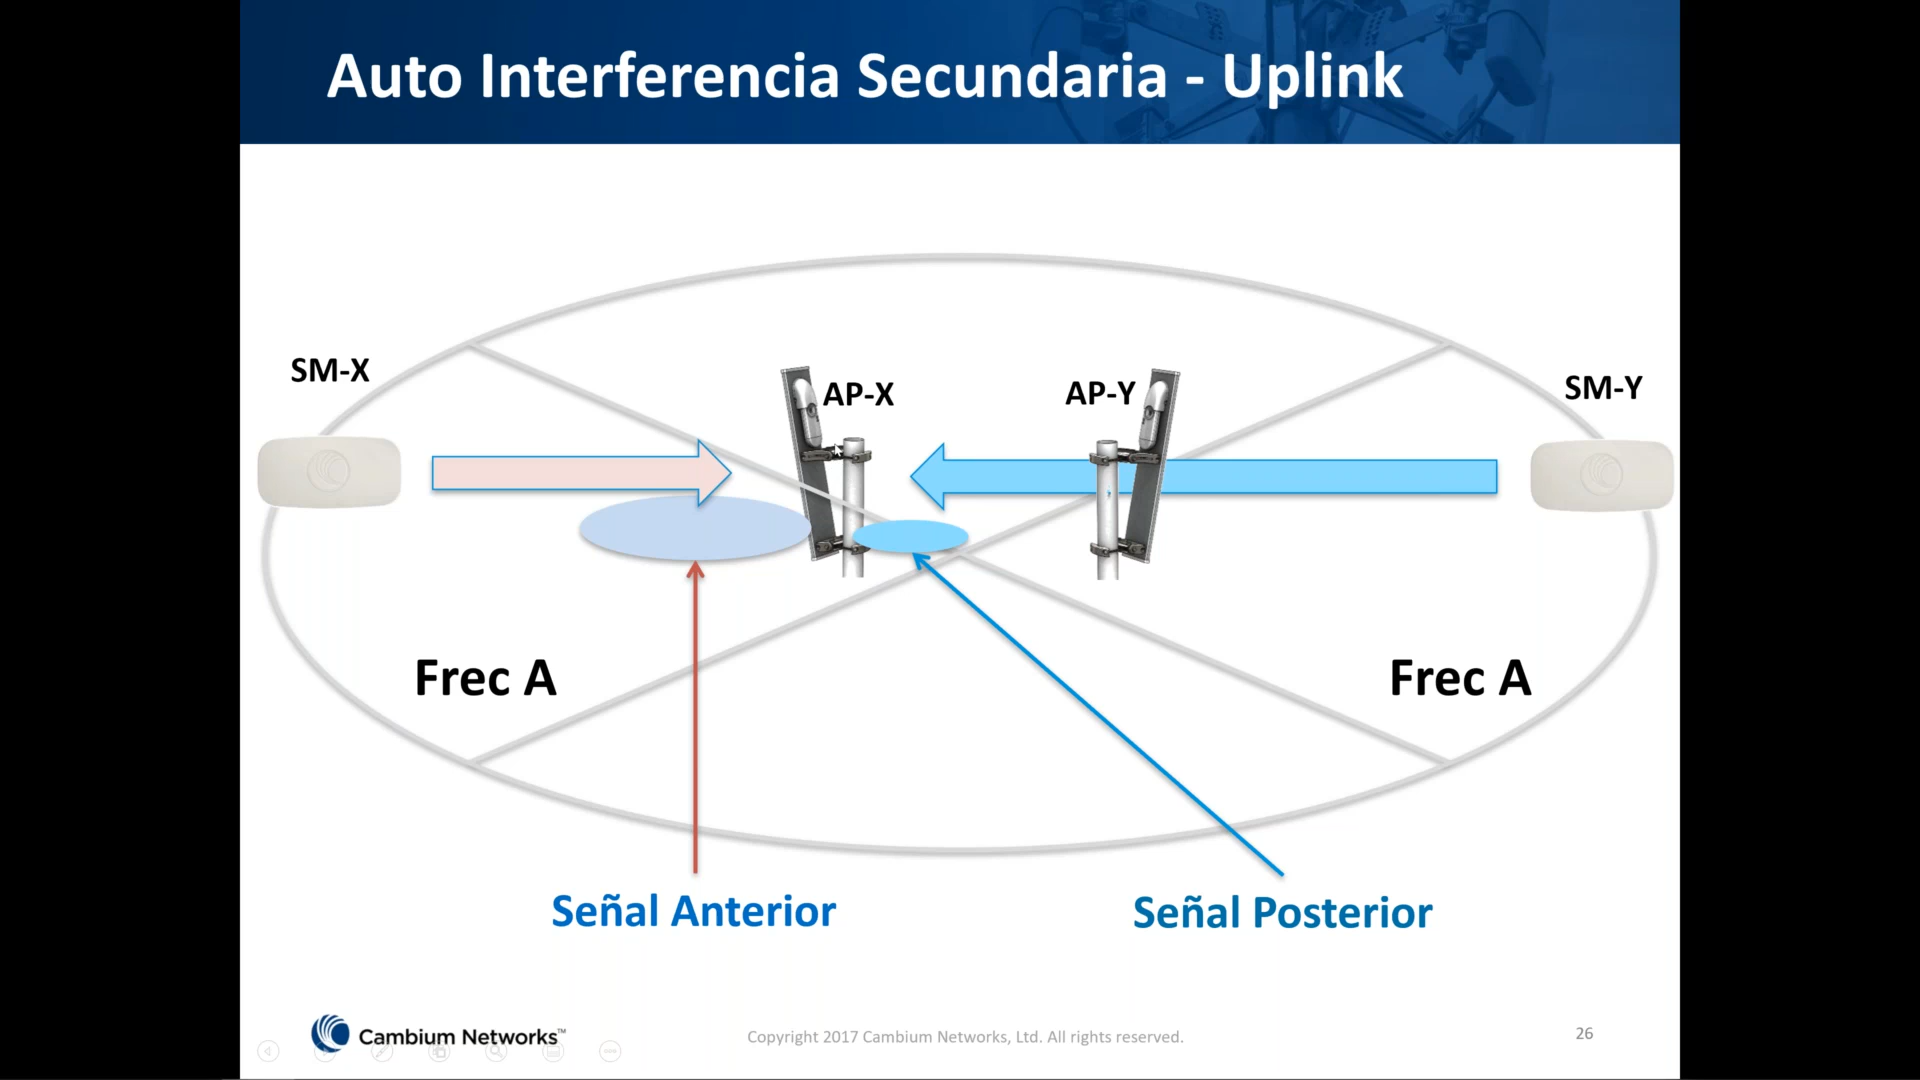 Auto Interferencia Secundaria - Uplink
SM-X
AP-X
AP-Y
SM-Y
Frec A
Frec A
Señal Anterior
Señal Posterior
Cambium Networks™
Copyright 2017 Cambium Networks, Ltd. All rights reserved.
26